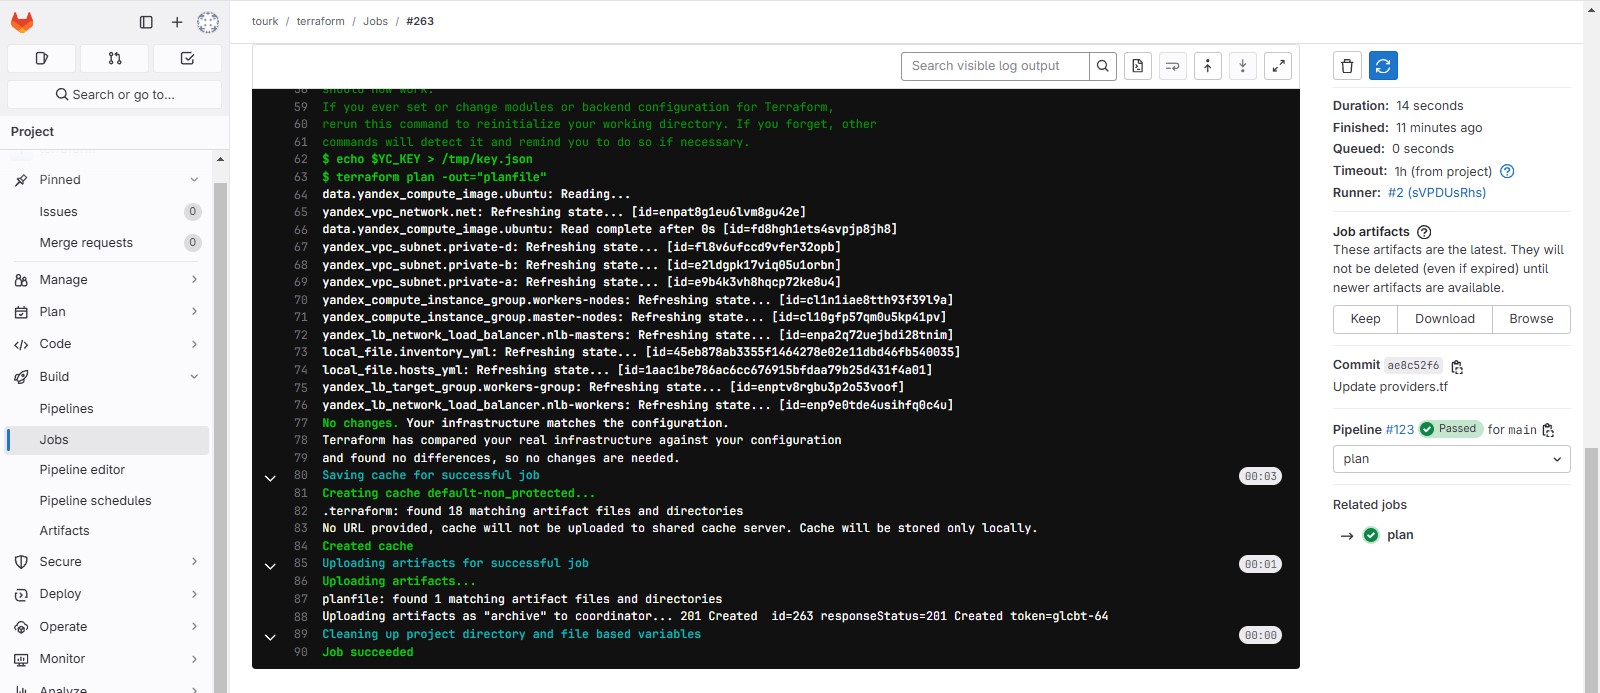 tourk / terraform / Jobs / #263
Search or go to...
Project
Pinned
Issues 0
Merge requests 0
Manage
Plan
Code
Build
Pipelines
Jobs
Pipeline editor
Pipeline schedules
Artifacts
Secure
Deploy
Operate
Monitor
Analyze
Search visible log output
58 should now work.
59 If you ever set or change modules or backend configuration for Terraform,
60 rerun this command to reinitialize your working directory. If you forget, other
61 commands will detect it and remind you to do so if necessary.
62 $ echo $YC_KEY > /tmp/key.json
63 $ terraform plan -out="planfile"
64 data.yandex_compute_image.ubuntu: Reading...
65 yandex_vpc_network.net: Refreshing state... [id=enpat8g1eu6lvm8gu42e]
66 data.yandex_compute_image.ubuntu: Read complete after 0s [id=fd8hgh1ets4svpjp8jh8]
67 yandex_vpc_subnet.private-d: Refreshing state... [id=fl8v6ufccd9vfer32opb]
68 yandex_vpc_subnet.private-b: Refreshing state... [id=e2ldgpk17viq05u1orbn]
69 yandex_vpc_subnet.private-a: Refreshing state... [id=e9b4k3vh8hqcp72ke8u4]
70 yandex_compute_instance_group.workers-nodes: Refreshing state... [id=cl1n1iae8tth93f39l9a]
71 yandex_compute_instance_group.master-nodes: Refreshing state... [id=cl10gfp57qm0u5kp41pv]
72 yandex_lb_network_load_balancer.nlb-masters: Refreshing state... [id=enpa2q72uejbdi28tnim]
73 local_file.inventory_yml: Refreshing state... [id=45eb878ab3355f1464278e02e11dbd46fb540035]
74 local_file.hosts_yml: Refreshing state... [id=1aac1be786ac6cc676915bfdaa79b25d431f4a01]
75 yandex_lb_target_group.workers-group: Refreshing state... [id=enptv8rgbu3p2o53voof]
76 yandex_lb_network_load_balancer.nlb-workers: Refreshing state... [id=enp9e0tde4usihfq0c4u]
77 No changes. Your infrastructure matches the configuration.
78 Terraform has compared your real infrastructure against your configuration
79 and found no differences, so no changes are needed.
80 Saving cache for successful job 00:03
81 Creating cache default-non_protected...
82 .terraform: found 18 matching artifact files and directories
83 No URL provided, cache will not be uploaded to shared cache server. Cache will be stored only locally.
84 Created cache
85 Uploading artifacts for successful job 00:01
86 Uploading artifacts...
87 planfile: found 1 matching artifact files and directories
88 Uploading artifacts as "archive" to coordinator... 201 Created  id=263 responseStatus=201 Created token=glcbt-64
89 Cleaning up project directory and file based variables 00:00
90 Job succeeded
Duration: 14 seconds
Finished: 11 minutes ago
Queued: 0 seconds
Timeout: 1h (from project)
Runner: #2 (sVPDUsRhs)
Job artifacts
These artifacts are the latest. They will
not be deleted (even if expired) until
newer artifacts are available.
Keep Download Browse
Commit ae8c52f6
Update providers.tf
Pipeline #123 Passed for main
plan
Related jobs
→ plan